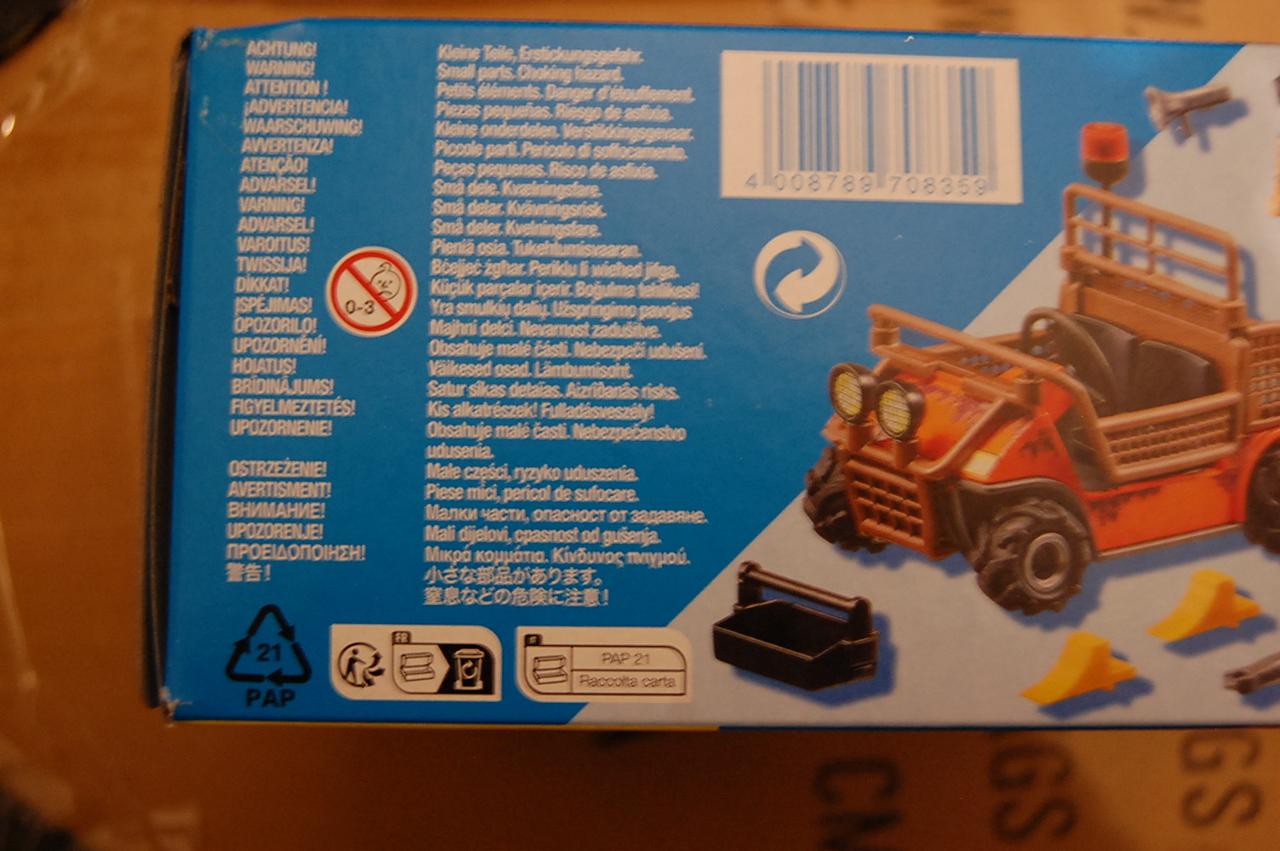 ACHTUNG! Kleine Teile, Erstickungsgefahr.
WARNING! Small parts. Choking hazard.
ATTENTION ! Petits éléments. Danger d'étouffement.
¡ADVERTENCIA! Piezas pequeñas. Riesgo de asfixia.
WAARSCHUWING! Kleine onderdelen. Verstikkingsgevaar.
AVVERTENZA! Piccole parti. Pericolo di soffocamento.
ATENÇÃO! Peças pequenas. Risco de asfixia.
ADVARSEL! Små dele. Kvælningsfare.
VARNING! Små delar. Kvävningsrisk.
ADVARSEL! Små deler. Kvelningsfare.
VAROITUS! Pieniä osia. Tukehtumisvaaran.
TWISSIJA! Bċejjeċ żgħar. Periklu li wieħed jifga.
DİKKAT! Küçük parçalar içerir. Boğulma tehlikesi!
ĮSPĖJIMAS! Yra smulkių dalių. Užspringimo pavojus
OPOZORILO! Majhni delci. Nevarnost zadušitve.
UPOZORNĚNÍ! Obsahuje malé části. Nebezpečí udušení.
HOIATUS! Väikesed osad. Lämbumisoht.
BRĪDINĀJUMS! Satur sīkas detaļas. Aizrīšanās risks.
FIGYELMEZTETÉS! Kis alkatrészek! Fulladásveszély!
UPOZORNENIE! Obsahuje malé časti. Nebezpečenstvo
udusenia.
OSTRZEŻENIE! Małe części, ryzyko uduszenia.
AVERTISMENT! Piese mici, pericol de sufocare.
ВНИМАНИЕ! Малки части, опасност от задавяне.
UPOZORENJE! Mali dijelovi, opasnost od gušenja.
ΠΡΟΕΙΔΟΠΟΙΗΣΗ! Μικρά κομμάτια. Κίνδυνος πνιγμού.
警告! 小さな部品があります。
窒息などの危険に注意!
0-3
4 008789 708359
21
PAP
FR
IT
PAP 21
Raccolta carta
GS
GS